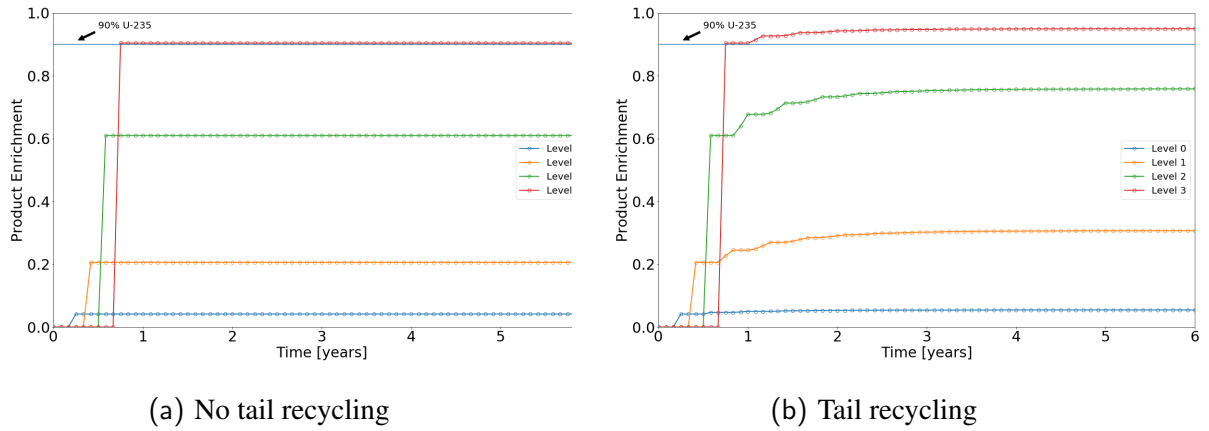 90% U-235
1.0
0.8
0.6
0.4
0.2
0.0
Product Enrichment
0 1 2 3 4 5
Time [years]
Level
Level
Level
Level
(a) No tail recycling
90% U-235
1.0
0.8
0.6
0.4
0.2
0.0
Product Enrichment
0 1 2 3 4 5 6
Time [years]
Level 0
Level 1
Level 2
Level 3
(b) Tail recycling